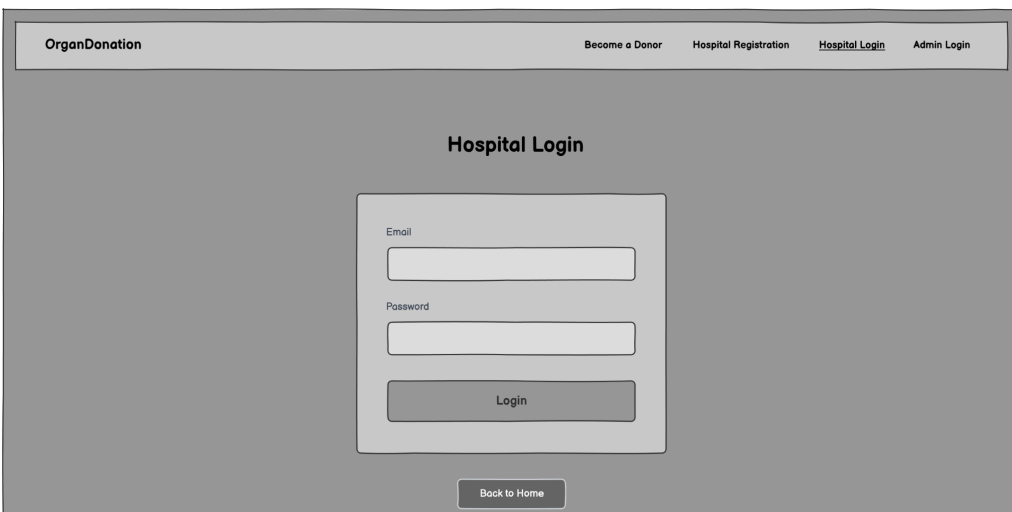 OrganDonation
Become a Donor
Hospital Registration
Hospital Login
Admin Login
Hospital Login
Email
Password
Login
Back to Home